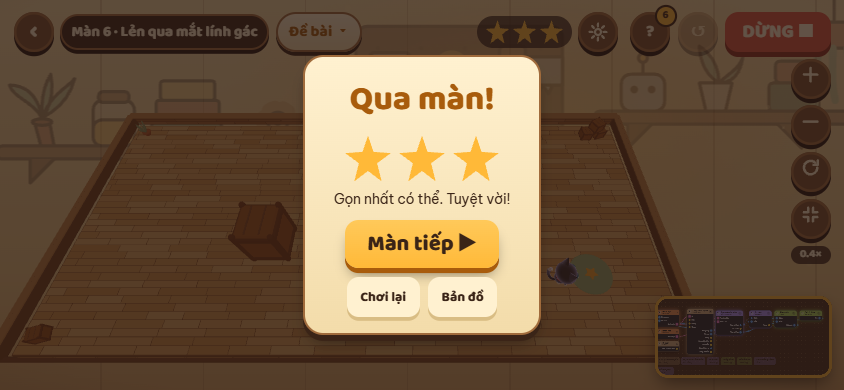 Màn 6 · Lẻn qua mắt lính gác
Đề bài
6
?
DỪNG
Qua màn!
Gọn nhất có thể. Tuyệt vời!
Màn tiếp
Chơi lại
Bản đồ
0.4×